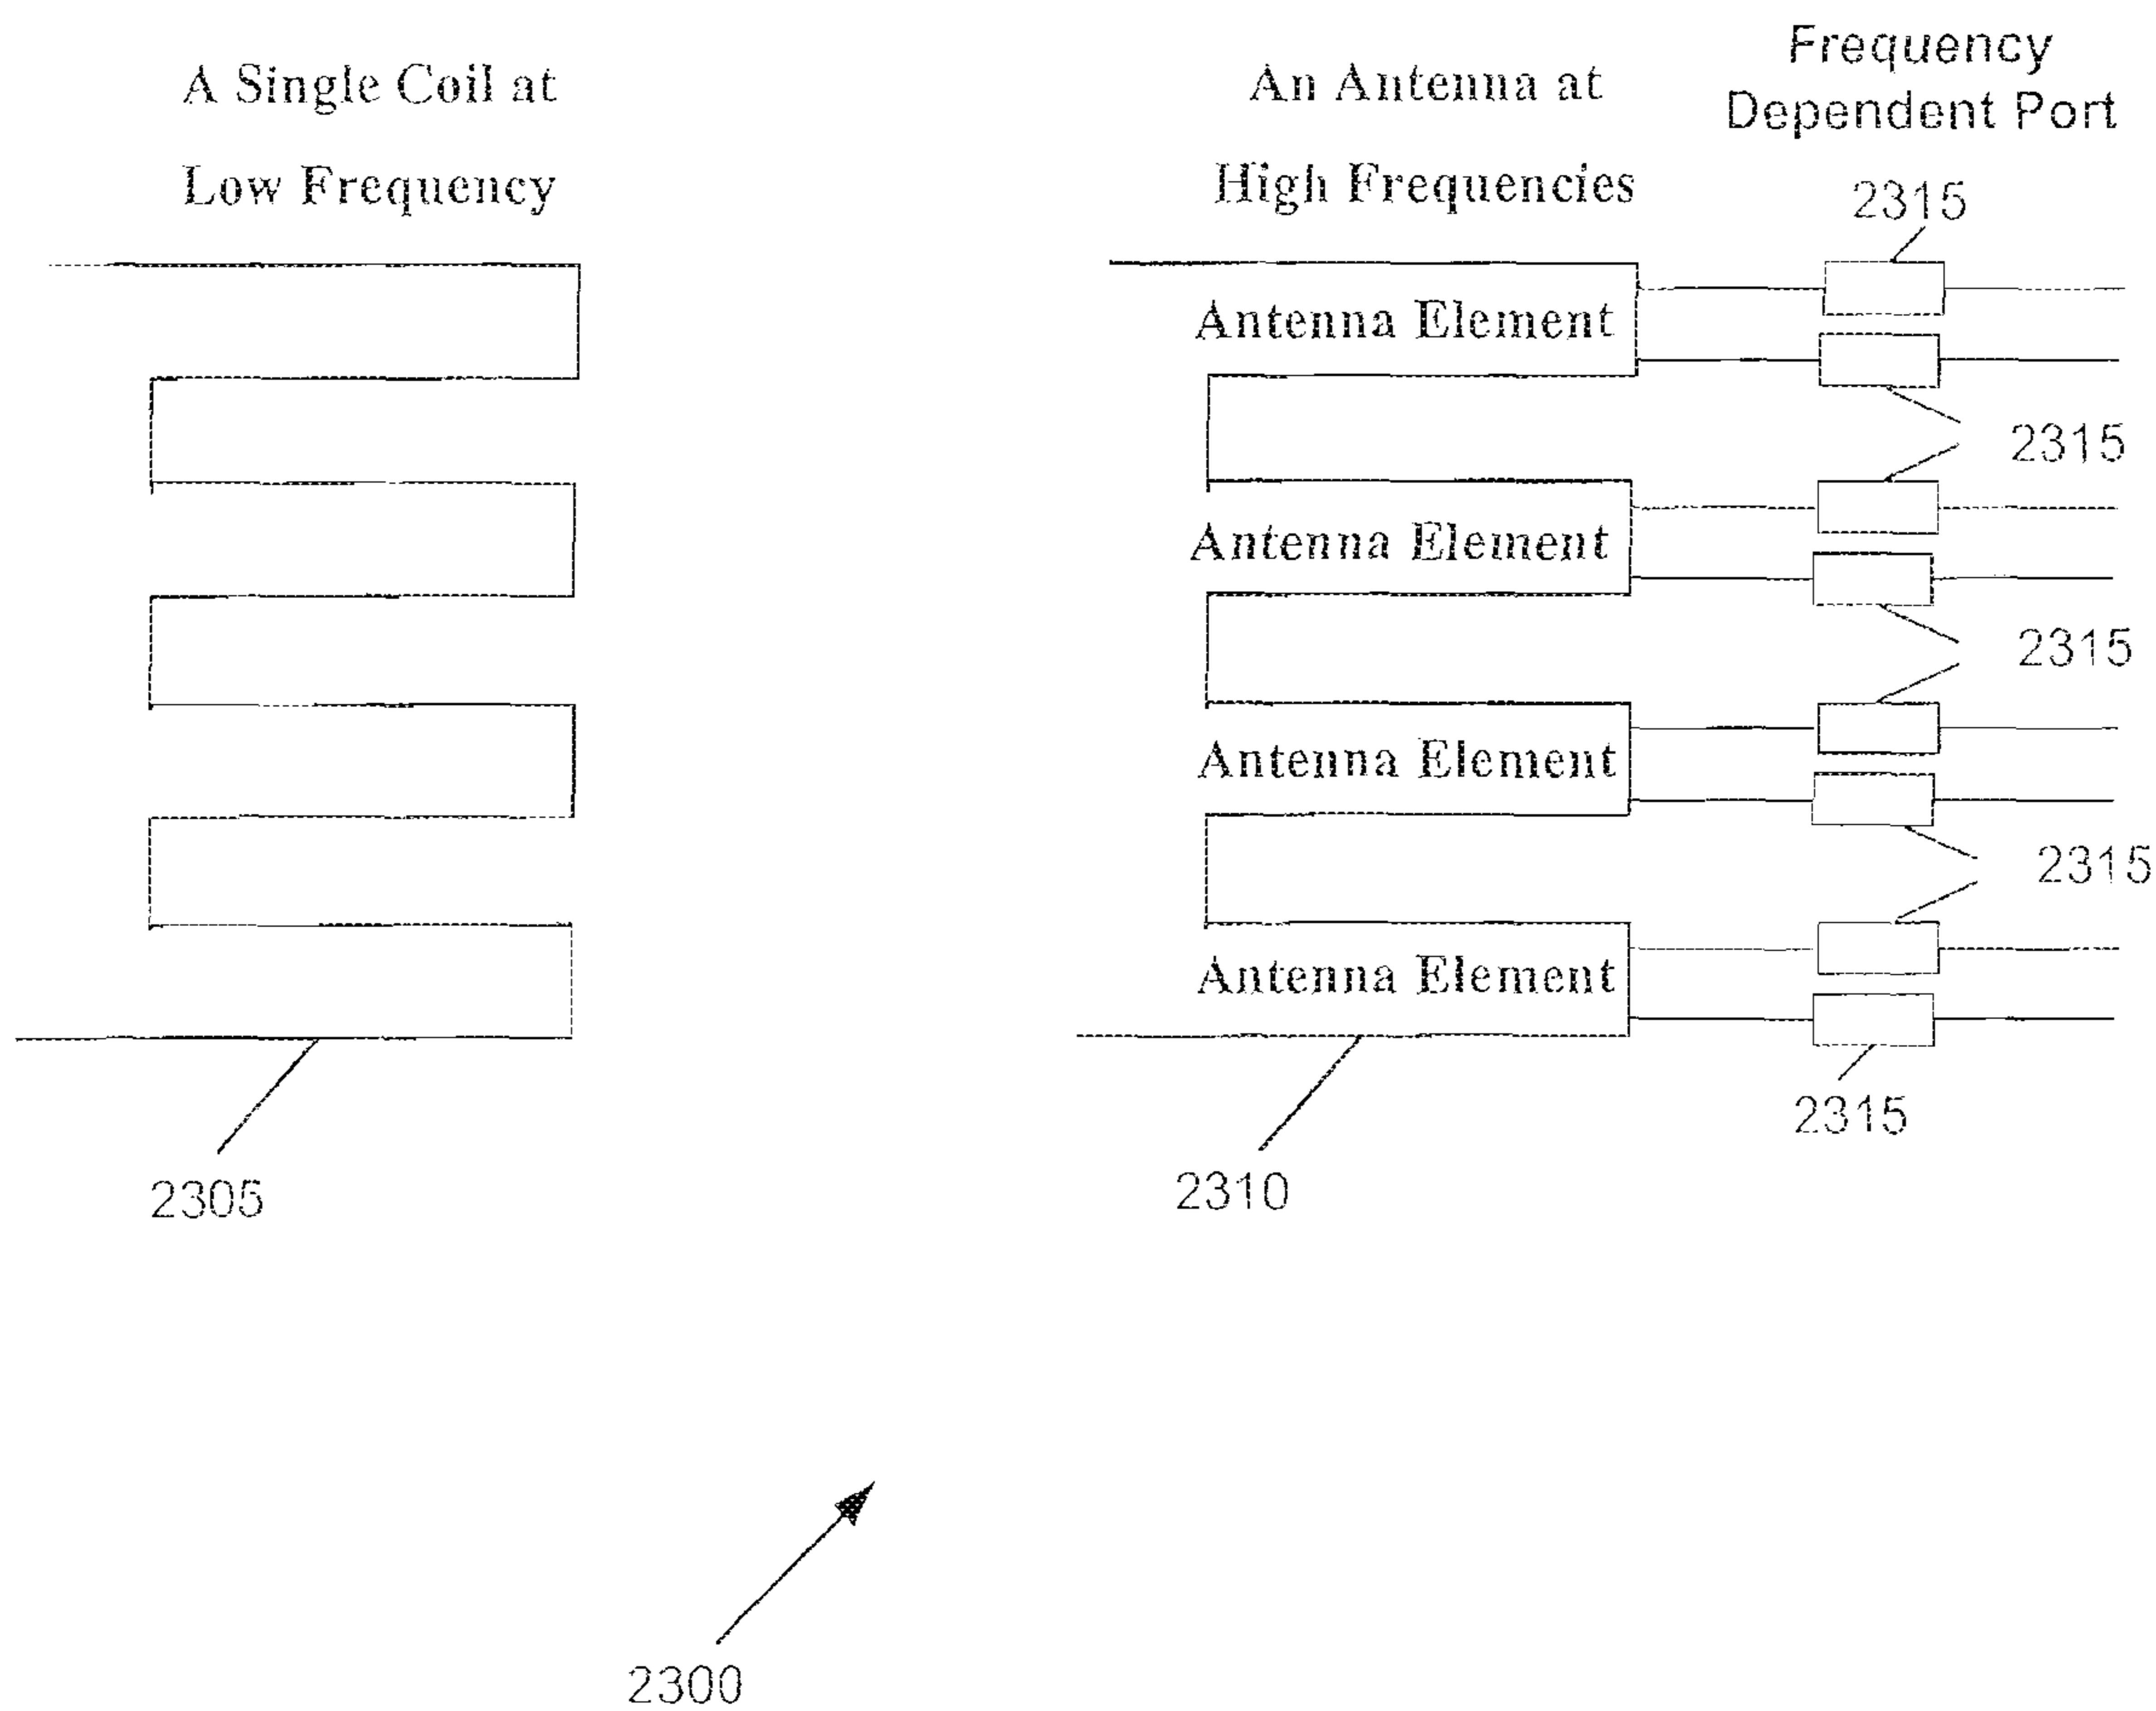 A Single Coil at
Low Frequency
An Antenna at
High Frequencies
Frequency
Dependent Port
2315
Antenna Element
2315
Antenna Element
2315
Antenna Element
2315
Antenna Element
2315
2305
2310
2300